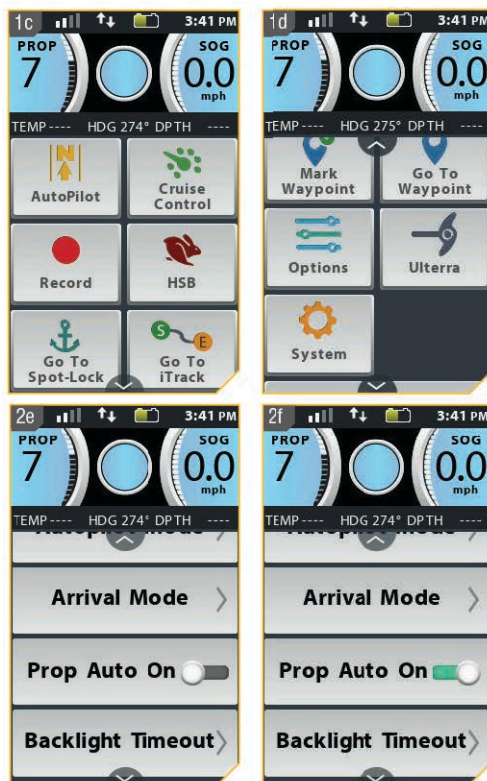 1c
3:41 PM
PROP
7
SOG
0.0
mph
TEMP ---- HDG 274° DPTH ----
AutoPilot
Cruise
Control
Record
HSB
Go To
Spot-Lock
S
E
Go To
iTrack
1d
3:41 PM
PROP
7
SOG
0.0
mph
TEMP ---- HDG 275° DPTH ----
Mark
Waypoint
Go To
Waypoint
Options
Ulterra
System
2e
3:41 PM
PROP
7
SOG
0.0
mph
TEMP ---- HDG 274° DPTH ----
Autopilot Mode
Arrival Mode
Prop Auto On
Backlight Timeout
2f
3:41 PM
PROP
7
SOG
0.0
mph
TEMP ---- HDG 274° DPTH ----
Autopilot Mode
Arrival Mode
Prop Auto On
Backlight Timeout